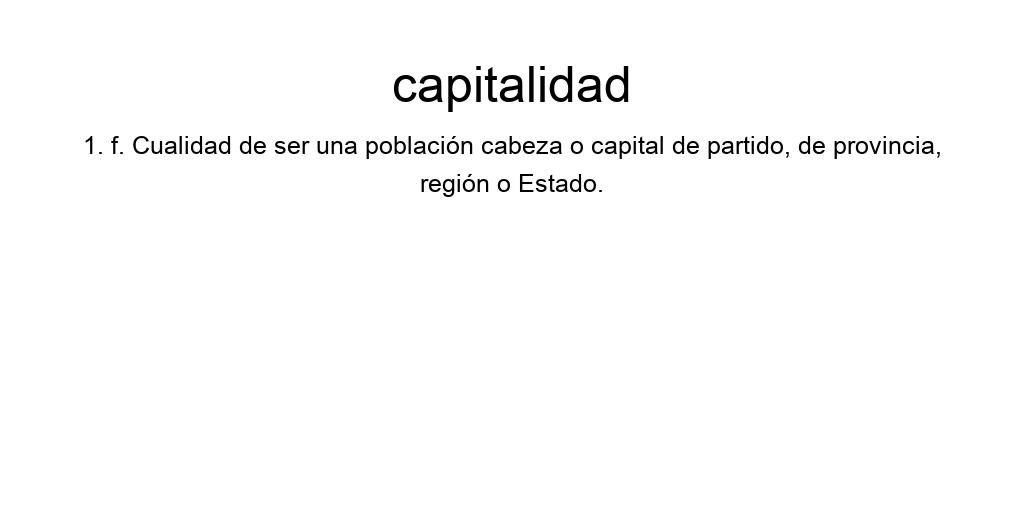 capitalidad
1. f. Cualidad de ser una población cabeza o capital de partido, de provincia,
región o Estado.